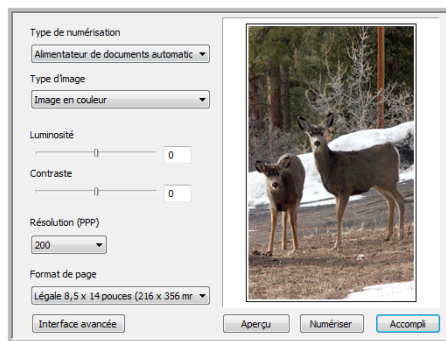 Type de numérisation
Alimentateur de documents automatic
Type d'image
Image en couleur
Luminosité
0
Contraste
0
Résolution (PPP)
200
Format de page
Légale 8,5 x 14 pouces (216 x 356 mr
Interface avancée
Aperçu
Numériser
Accompli